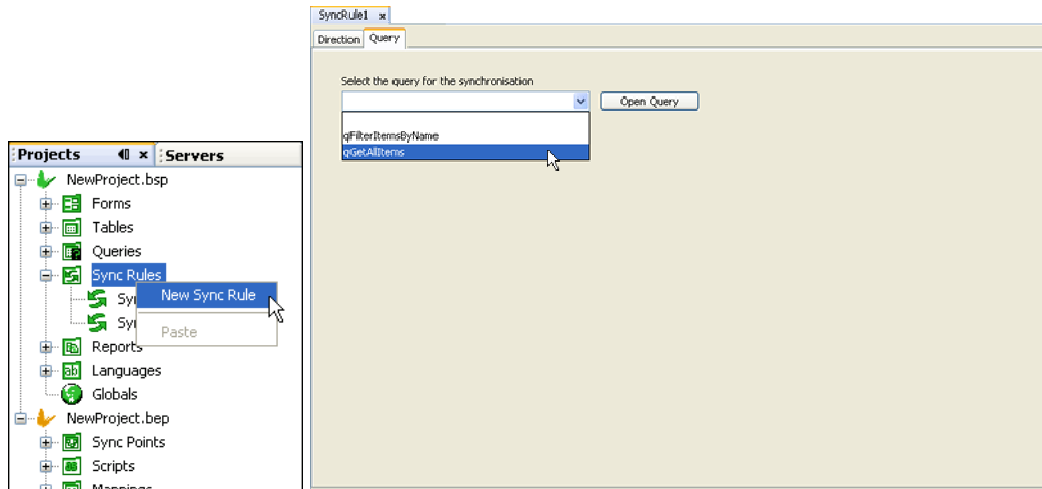 SyncRule1
Direction
Query
Select the query for the synchronisation
Open Query
qFilterItemsByName
qGetAllItems
Projects
Servers
NewProject.bsp
Forms
Tables
Queries
Sync Rules
New Sync Rule
Paste
Reports
Languages
Globals
NewProject.bep
Sync Points
Scripts
Mappings